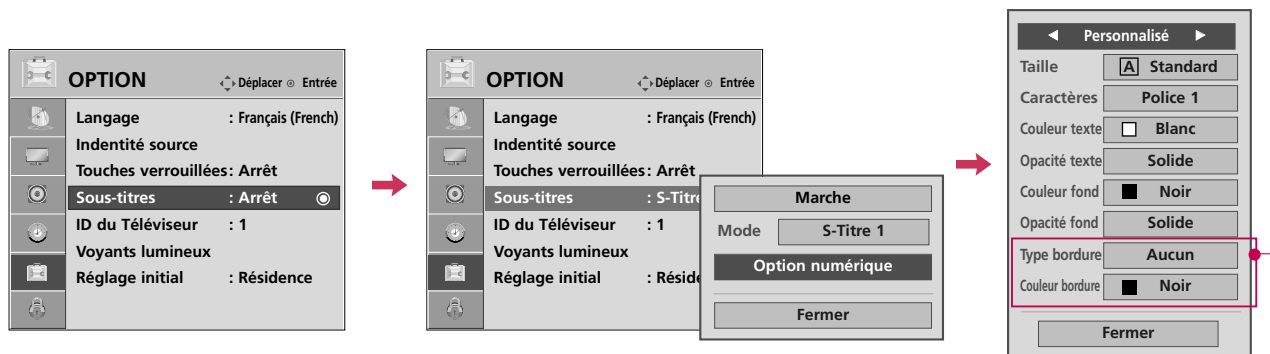 OPTION
Déplacer Entrée
Langage : Français (French)
Indentité source
Touches verrouillées : Arrêt
Sous-titres : Arrêt
ID du Téléviseur : 1
Voyants lumineux
Réglage initial : Résidence
OPTION
Déplacer Entrée
Langage : Français (French)
Indentité source
Touches verrouillées : Arrêt
Sous-titres : S-Titre
ID du Téléviseur : 1
Voyants lumineux
Réglage initial : Réside
Marche
Mode S-Titre 1
Option numérique
Fermer
Personnalisé
Taille A Standard
Caractères Police 1
Couleur texte Blanc
Opacité texte Solide
Couleur fond Noir
Opacité fond Solide
Type bordure Aucun
Couleur bordure Noir
Fermer